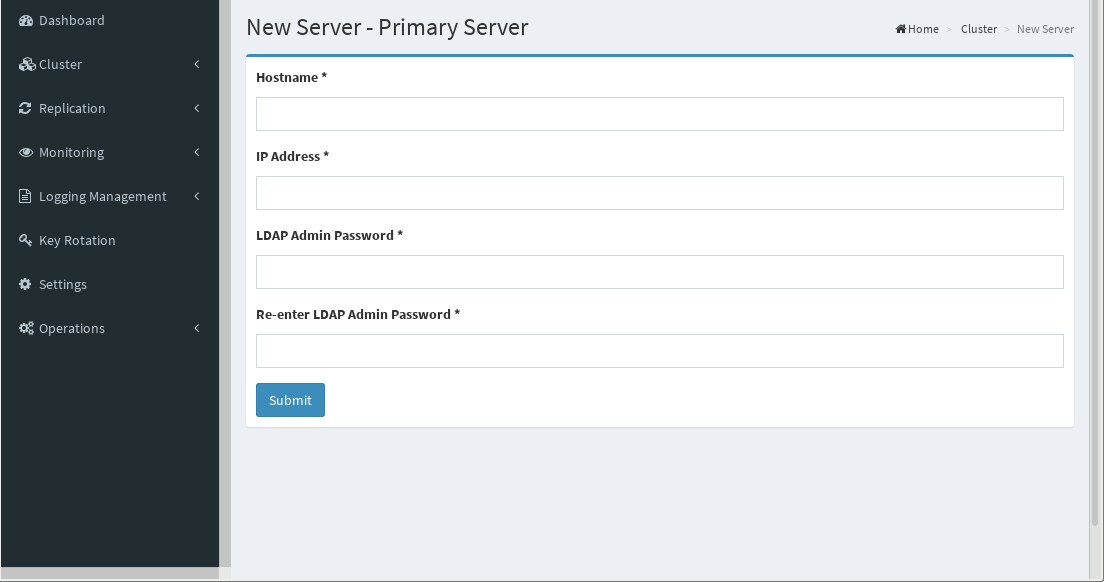 Dashboard
Cluster
Replication
Monitoring
Logging Management
Key Rotation
Settings
Operations
New Server - Primary Server
Home > Cluster > New Server
Hostname *
IP Address *
LDAP Admin Password *
Re-enter LDAP Admin Password *
Submit